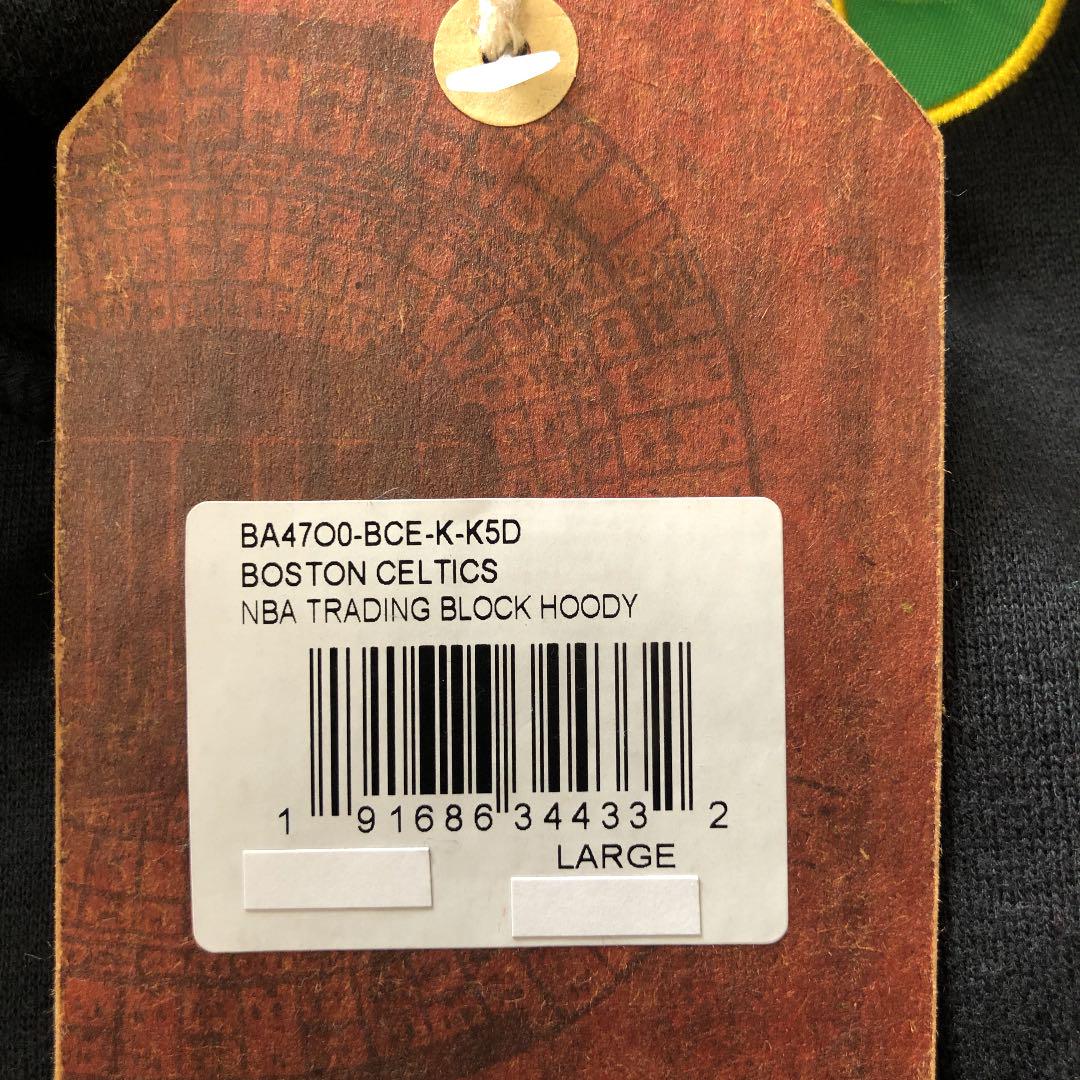 BA47O0-BCE-K-K5D
BOSTON CELTICS
NBA TRADING BLOCK HOODY
1 91686 34433 2
LARGE